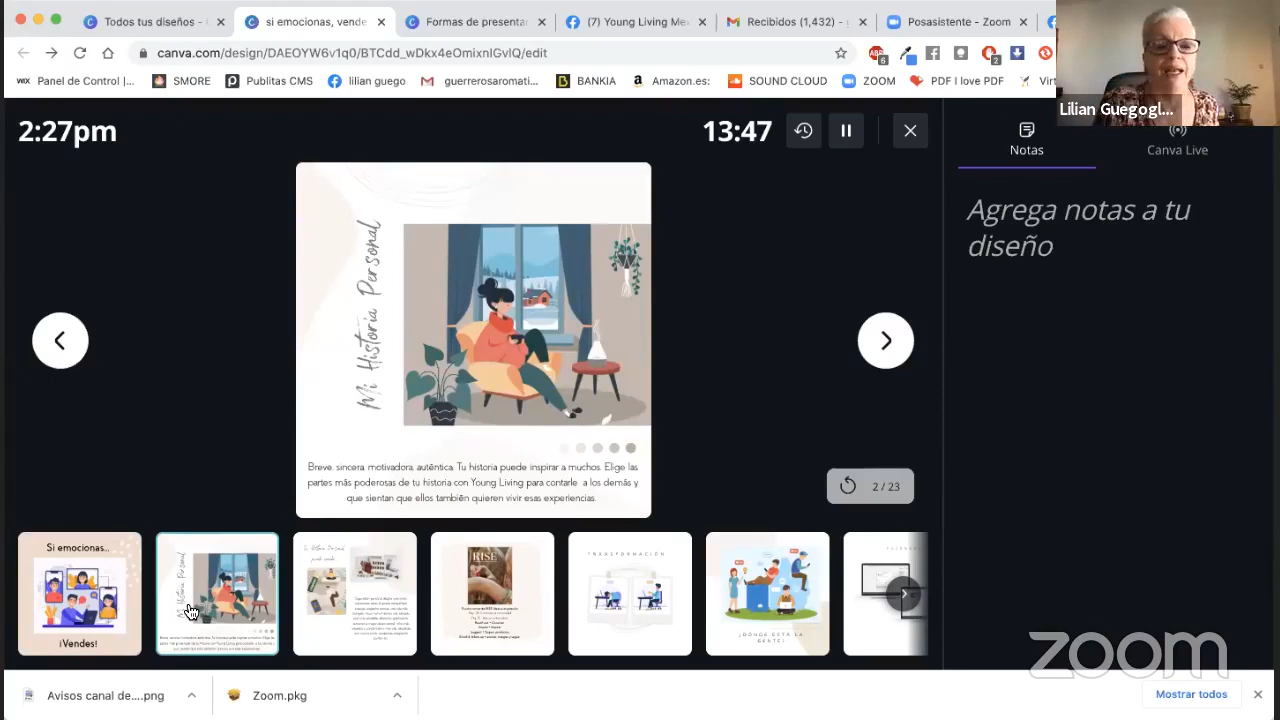 Todos tus diseños -
si emocionas, vende
Formas de presentar
(7) Young Living Me
Recibidos (1,432) -
Posasistente - Zoom
canva.com/design/DAEOYW6v1q0/BTCdd_wDkx4eOmixnIGvIQ/edit
WIX Panel de Control |...
SMORE
Publitas CMS
lilian guego
guerrerosaromati...
BANKIA
Amazon.es:
SOUND CLOUD
ZOOM
PDF I love PDF
Lilian Guegogl...
2:27pm
13:47
Notas
Canva Live
Agrega notas a tu
diseño
Mi Historia Personal
Breve, sincera, motivadora, auténtica. Tu historia puede inspirar a muchos. Elige las
partes más poderosas de tu historia con Young Living para contarle a los demás y
que sientan que ellos también quieren vivir esas experiencias.
2 / 23
Si emocionas...
¡Vendes!
Mi Historia Personal
RISE
TRANSFORMACIÓN
¿DÓNDE ESTÁ LA
GENTE?
zoom
Avisos canal de....png
Zoom.pkg
Mostrar todos